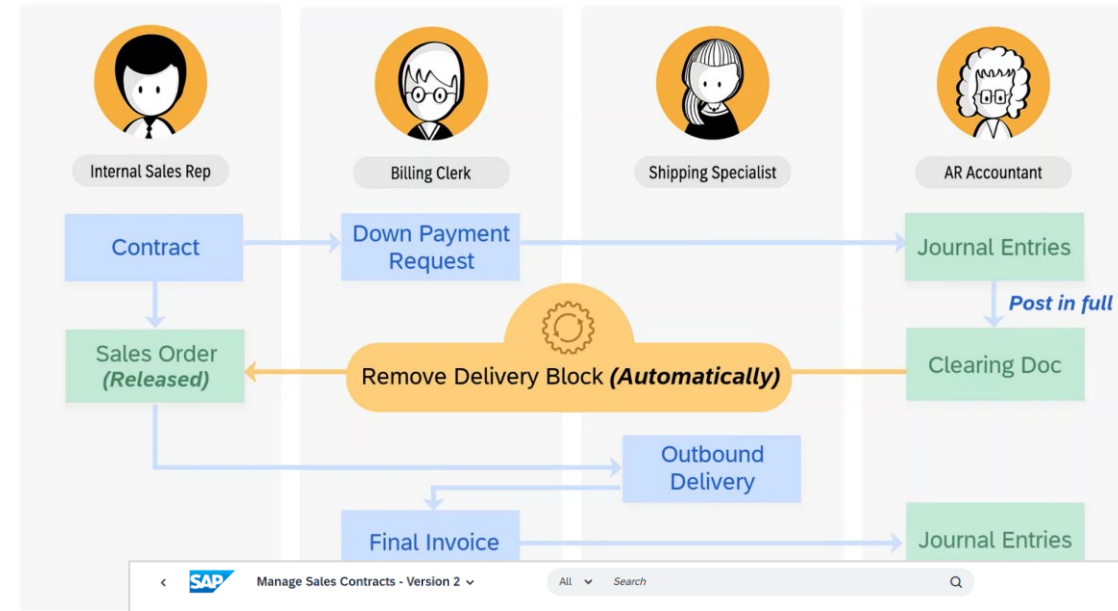 Internal Sales Rep
Billing Clerk
Shipping Specialist
AR Accountant
Contract
Down Payment
Request
Journal Entries
Post in full
Sales Order
(Released)
Remove Delivery Block (Automatically)
Clearing Doc
Outbound
Delivery
Final Invoice
Journal Entries
SAP
Manage Sales Contracts - Version 2
All
Search